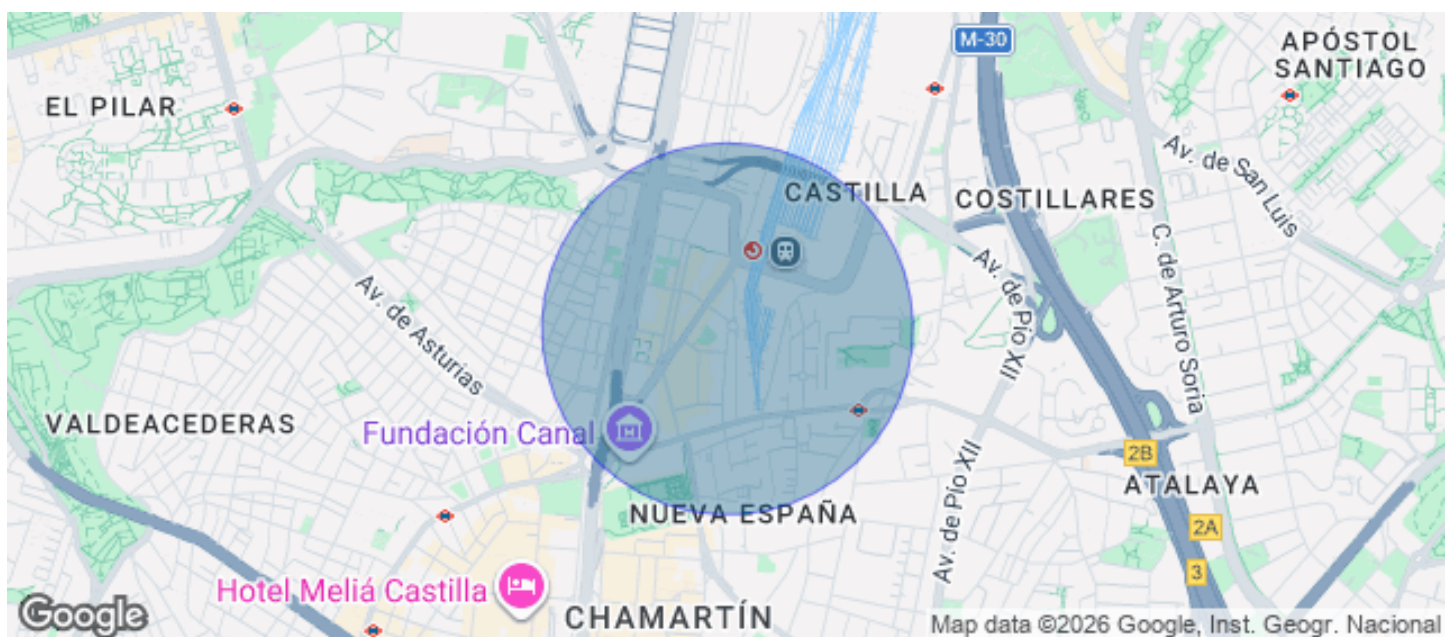 M-30
APÓSTOL
SANTIAGO
EL PILAR
Av. de San Luis
CASTILLA
COSTILLARES
Av. de Asturias
Av. de Pío XII
C. de Arturo Soria
VALDEACEDERAS
Fundación Canal
2B
ATALAYA
Av. de Pío XII
NUEVA ESPAÑA
2A
3
Hotel Meliá Castilla
CHAMARTÍN
Google
Map data ©2026 Google, Inst. Geogr. Nacional